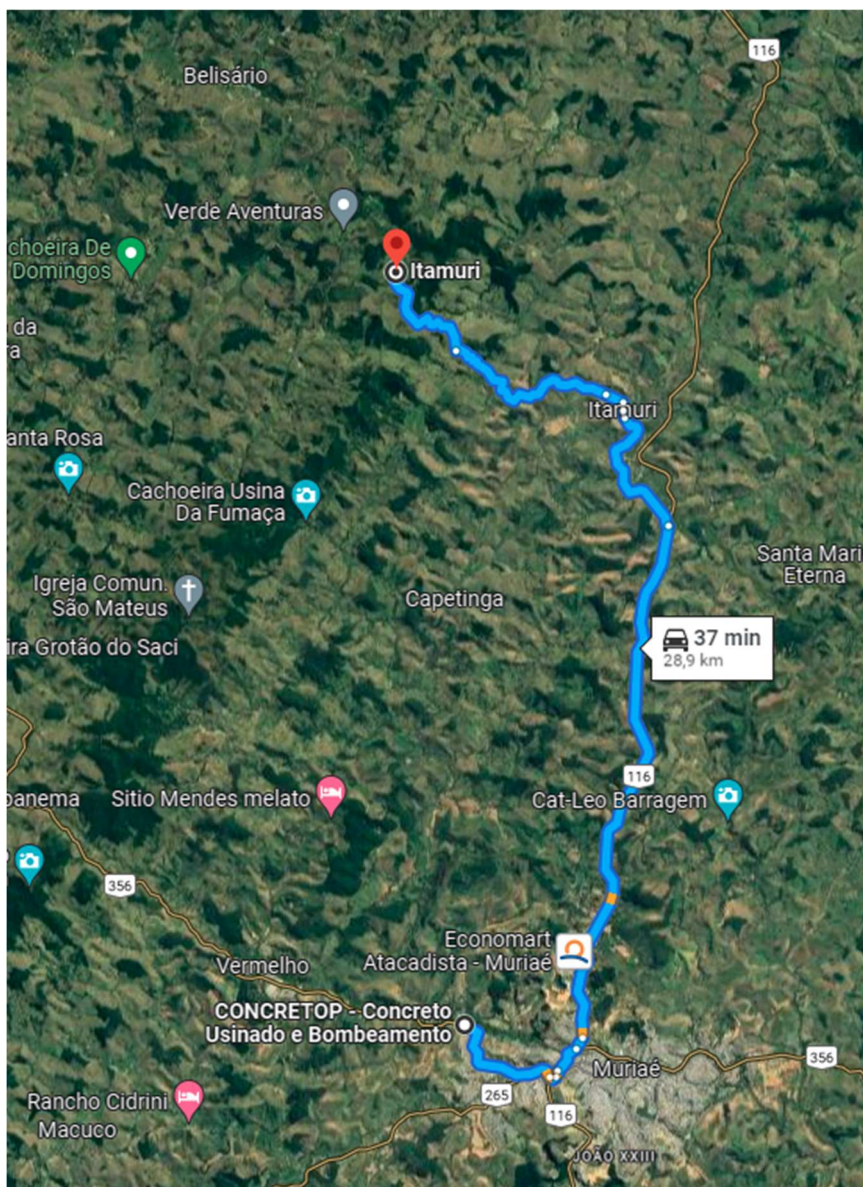 116
Belisário
Verde Aventuras
choeira De
Domingos
Itamuri
da
ra
Itamuri
anta Rosa
Cachoeira Usina
Da Fumaça
Santa Mari
Eterna
Igreja Comun.
São Mateus
Capetinga
37 min
28,9 km
ira Grotão do Saci
116
panema
Sitio Mendes melato
Cat-Leo Barragem
356
Economart
Atacadista - Muriaé
Vermelho
CONCRETOP - Concreto
Usinado e Bombeamento
356
Muriaé
265
116
Rancho Cidrini
Macuco
JOÃO XXIII